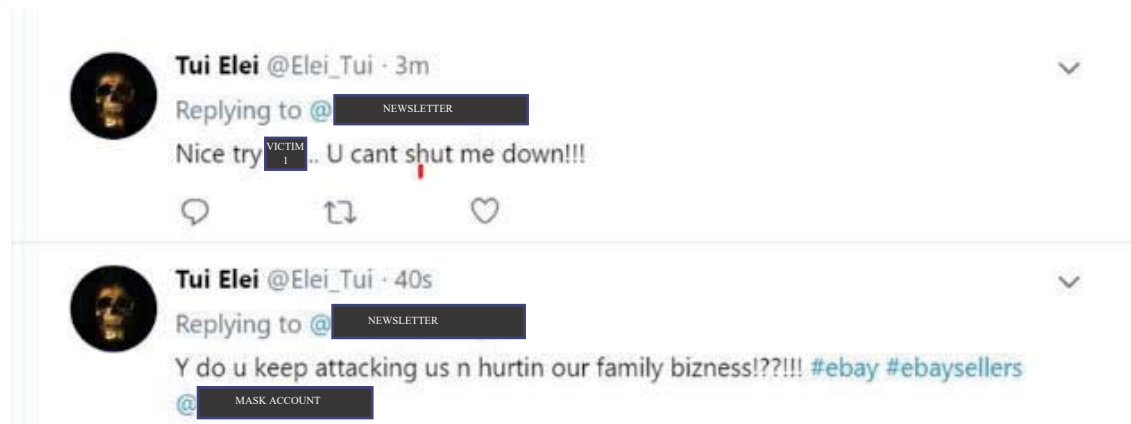 Tui Elei @Elei_Tui · 3m
Replying to @ NEWSLETTER
Nice try VICTIM 1 .. U cant shut me down!!!
Tui Elei @Elei_Tui · 40s
Replying to @ NEWSLETTER
Y do u keep attacking us n hurtin our family bizness!??!!! #ebay #ebaysellers
@ MASK ACCOUNT